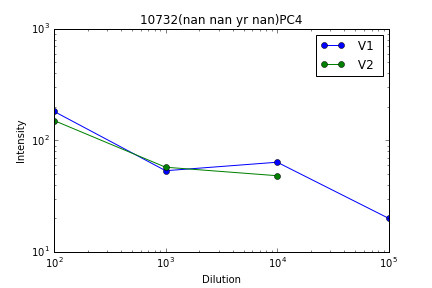 10732(nan nan yr nan)PC4
10³
V1
V2
10²
Intensity
10¹
10² 10³ 10⁴ 10⁵
Dilution